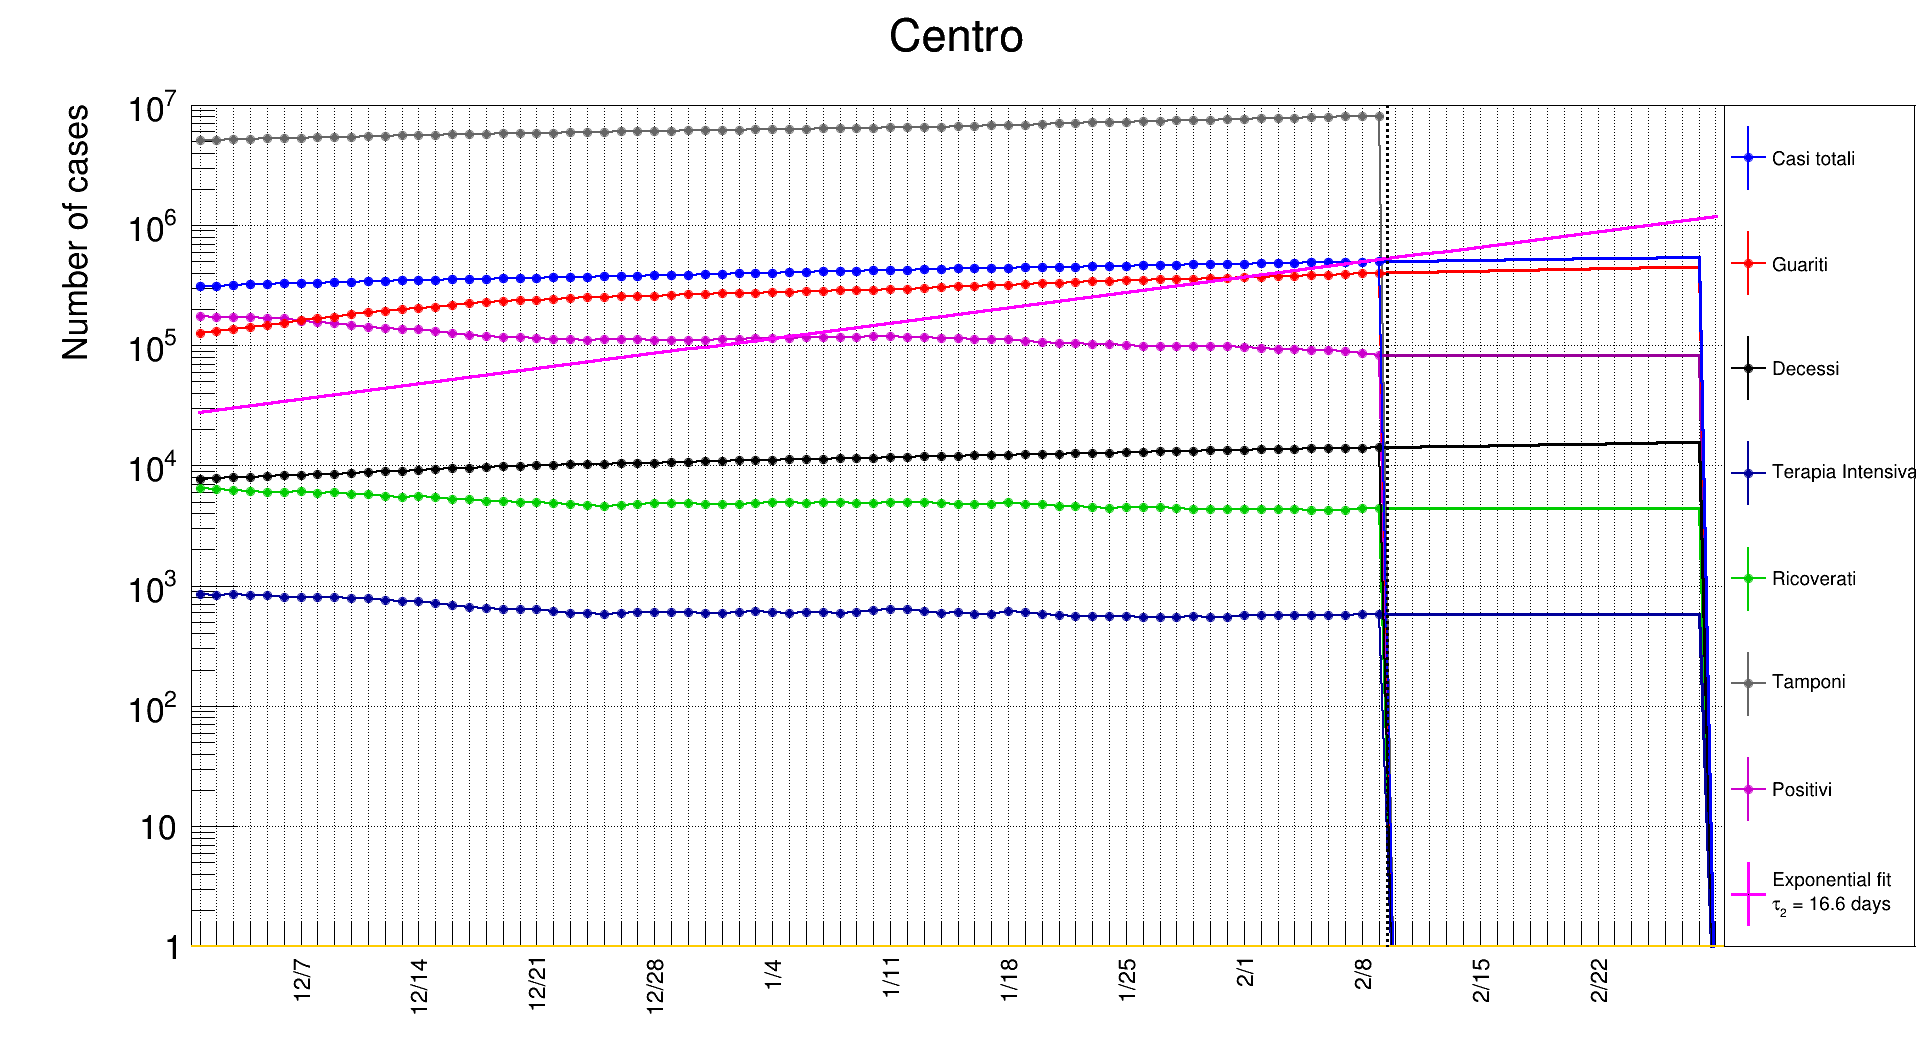 Centro
Number of cases
10^7
10^6
10^5
10^4
10^3
10^2
10
1
12/7
12/14
12/21
12/28
1/4
1/11
1/18
1/25
2/1
2/8
2/15
2/22
Casi totali
Guariti
Decessi
Terapia Intensiva
Ricoverati
Tamponi
Positivi
Exponential fit
τ₂ = 16.6 days